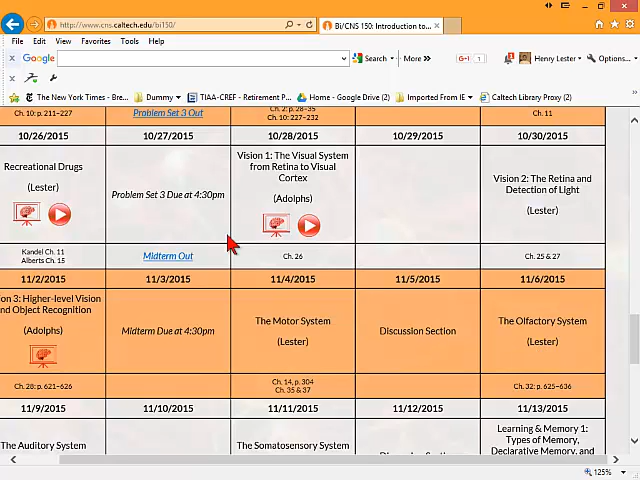 http://www.cns.caltech.edu/bi150/
Bi/CNS 150: Introduction to...
File Edit View Favorites Tools Help
x Google Search More » G+1 1 Henry Lester Options...
x
The New York Times - Bre... Dummy TIAA-CREF - Retirement P... Home - Google Drive (2) Imported From IE Caltech Library Proxy (2)
Ch. 10: p. 211-227
Problem Set 3 Out
Ch. 2: p. 28-35
Ch. 10: 227-232
Ch. 11
10/26/2015 10/27/2015 10/28/2015 10/29/2015 10/30/2015
Recreational Drugs
(Lester)
Problem Set 3 Due at 4:30pm
Vision 1: The Visual System
from Retina to Visual
Cortex
(Adolphs)
Vision 2: The Retina and
Detection of Light
(Lester)
Kandel Ch. 11
Alberts Ch. 15
Midterm Out
Ch. 26
Ch. 25 & 27
11/2/2015 11/3/2015 11/4/2015 11/5/2015 11/6/2015
on 3: Higher-level Vision
nd Object Recognition
(Adolphs)
Midterm Due at 4:30pm
The Motor System
(Lester)
Discussion Section
The Olfactory System
(Lester)
Ch. 28: p. 621-626
Ch. 14, p. 304
Ch. 35 & 37
Ch. 32: p. 625-636
11/9/2015 11/10/2015 11/11/2015 11/12/2015 11/13/2015
The Auditory System
The Somatosensory System
Learning & Memory 1:
Types of Memory,
Declarative Memory, and
125%